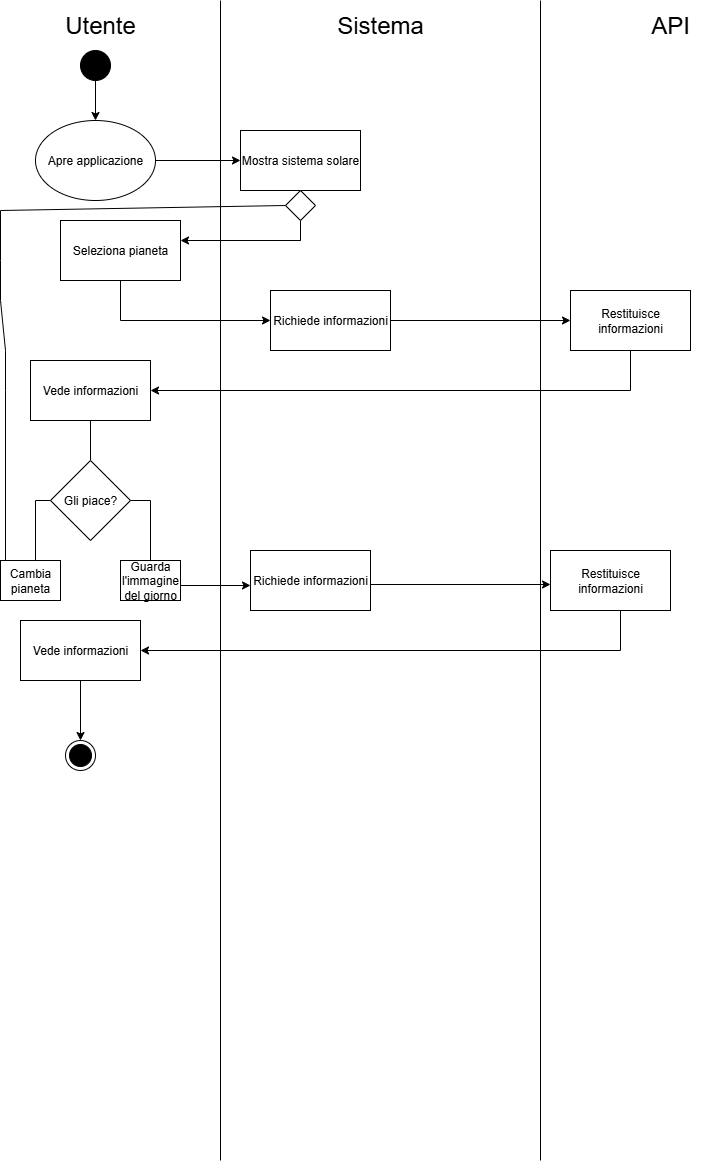 Utente
Sistema
API
Apre applicazione
Mostra sistema solare
Seleziona pianeta
Richiede informazioni
Restituisce
informazioni
Vede informazioni
Gli piace?
Cambia
pianeta
Guarda
l'immagine
del giorno
Richiede informazioni
Restituisce
informazioni
Vede informazioni